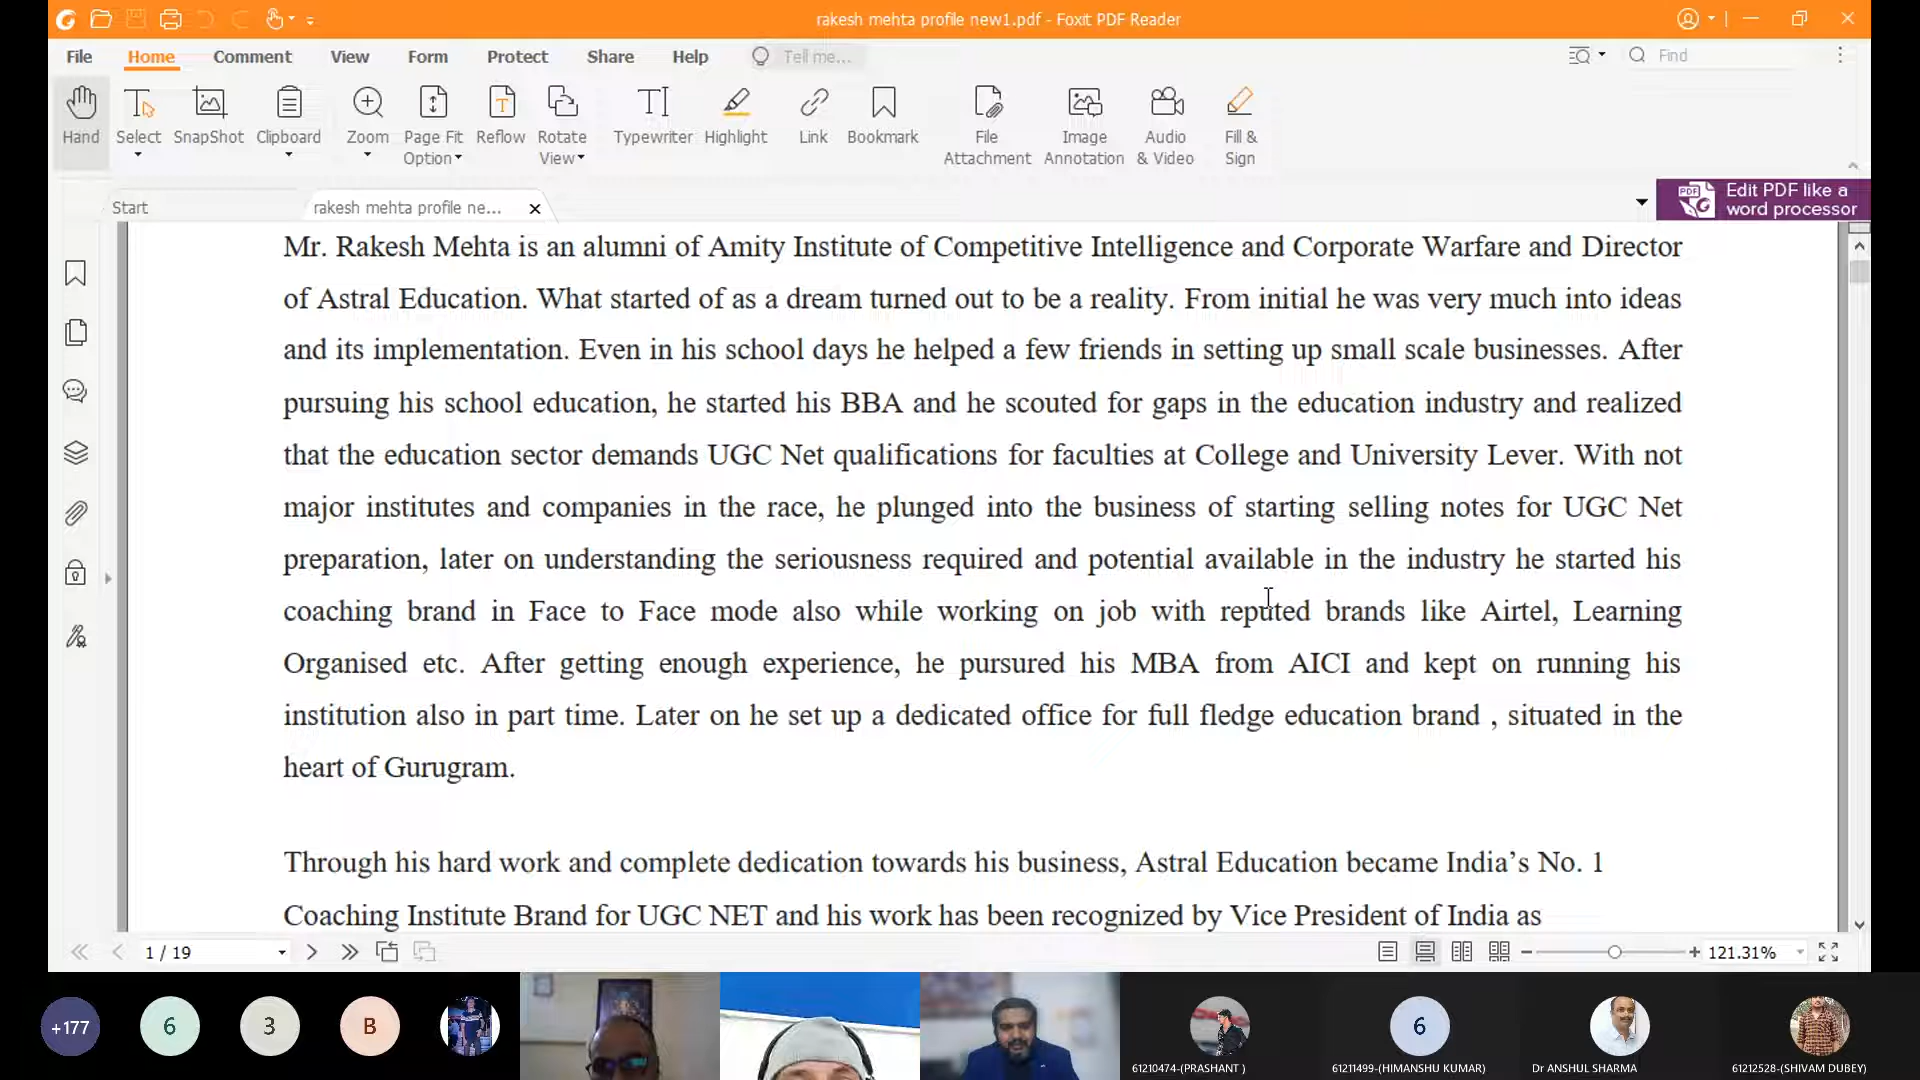 rakesh mehta profile new1.pdf - Foxit PDF Reader
File Home Comment View Form Protect Share Help Tell me... Find
Hand Select SnapShot Clipboard Zoom Page Fit Option Reflow Rotate View Typewriter Highlight Link Bookmark File Attachment Image Annotation Audio & Video Fill & Sign
Start rakesh mehta profile ne...
Edit PDF like a
word processor
Mr. Rakesh Mehta is an alumni of Amity Institute of Competitive Intelligence and Corporate Warfare and Director
of Astral Education. What started of as a dream turned out to be a reality. From initial he was very much into ideas
and its implementation. Even in his school days he helped a few friends in setting up small scale businesses. After
pursuing his school education, he started his BBA and he scouted for gaps in the education industry and realized
that the education sector demands UGC Net qualifications for faculties at College and University Lever. With not
major institutes and companies in the race, he plunged into the business of starting selling notes for UGC Net
preparation, later on understanding the seriousness required and potential available in the industry he started his
coaching brand in Face to Face mode also while working on job with reputed brands like Airtel, Learning
Organised etc. After getting enough experience, he pursured his MBA from AICI and kept on running his
institution also in part time. Later on he set up a dedicated office for full fledge education brand , situated in the
heart of Gurugram.
Through his hard work and complete dedication towards his business, Astral Education became India’s No. 1
Coaching Institute Brand for UGC NET and his work has been recognized by Vice President of India as
1 / 19
121.31%
+177 6 3 B 6
61210474-(PRASHANT ) 61211499-(HIMANSHU KUMAR) Dr ANSHUL SHARMA 61212528-(SHIVAM DUBEY)